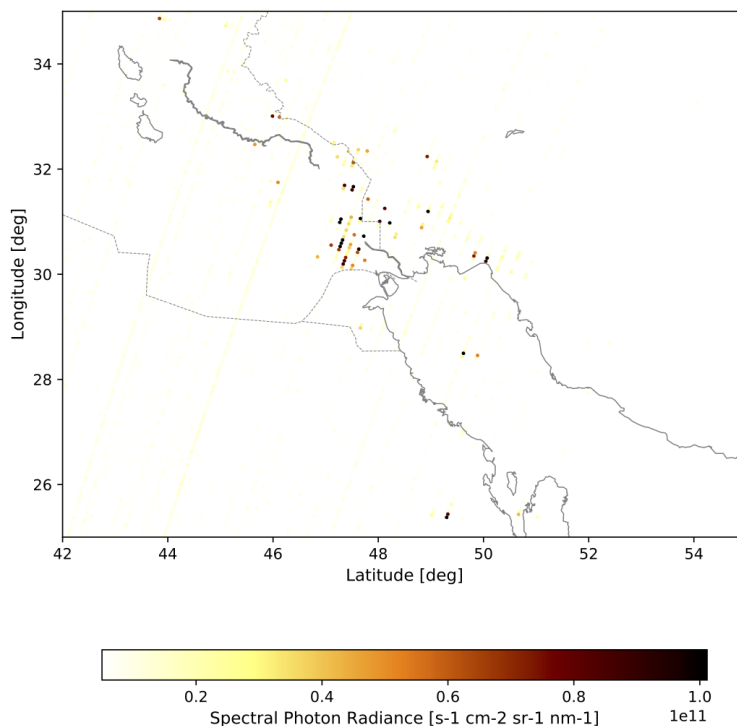 34
32
30
28
26
Longitude [deg]
42 44 46 48 50 52 54
Latitude [deg]
0.2 0.4 0.6 0.8 1.0
1e11
Spectral Photon Radiance [s-1 cm-2 sr-1 nm-1]